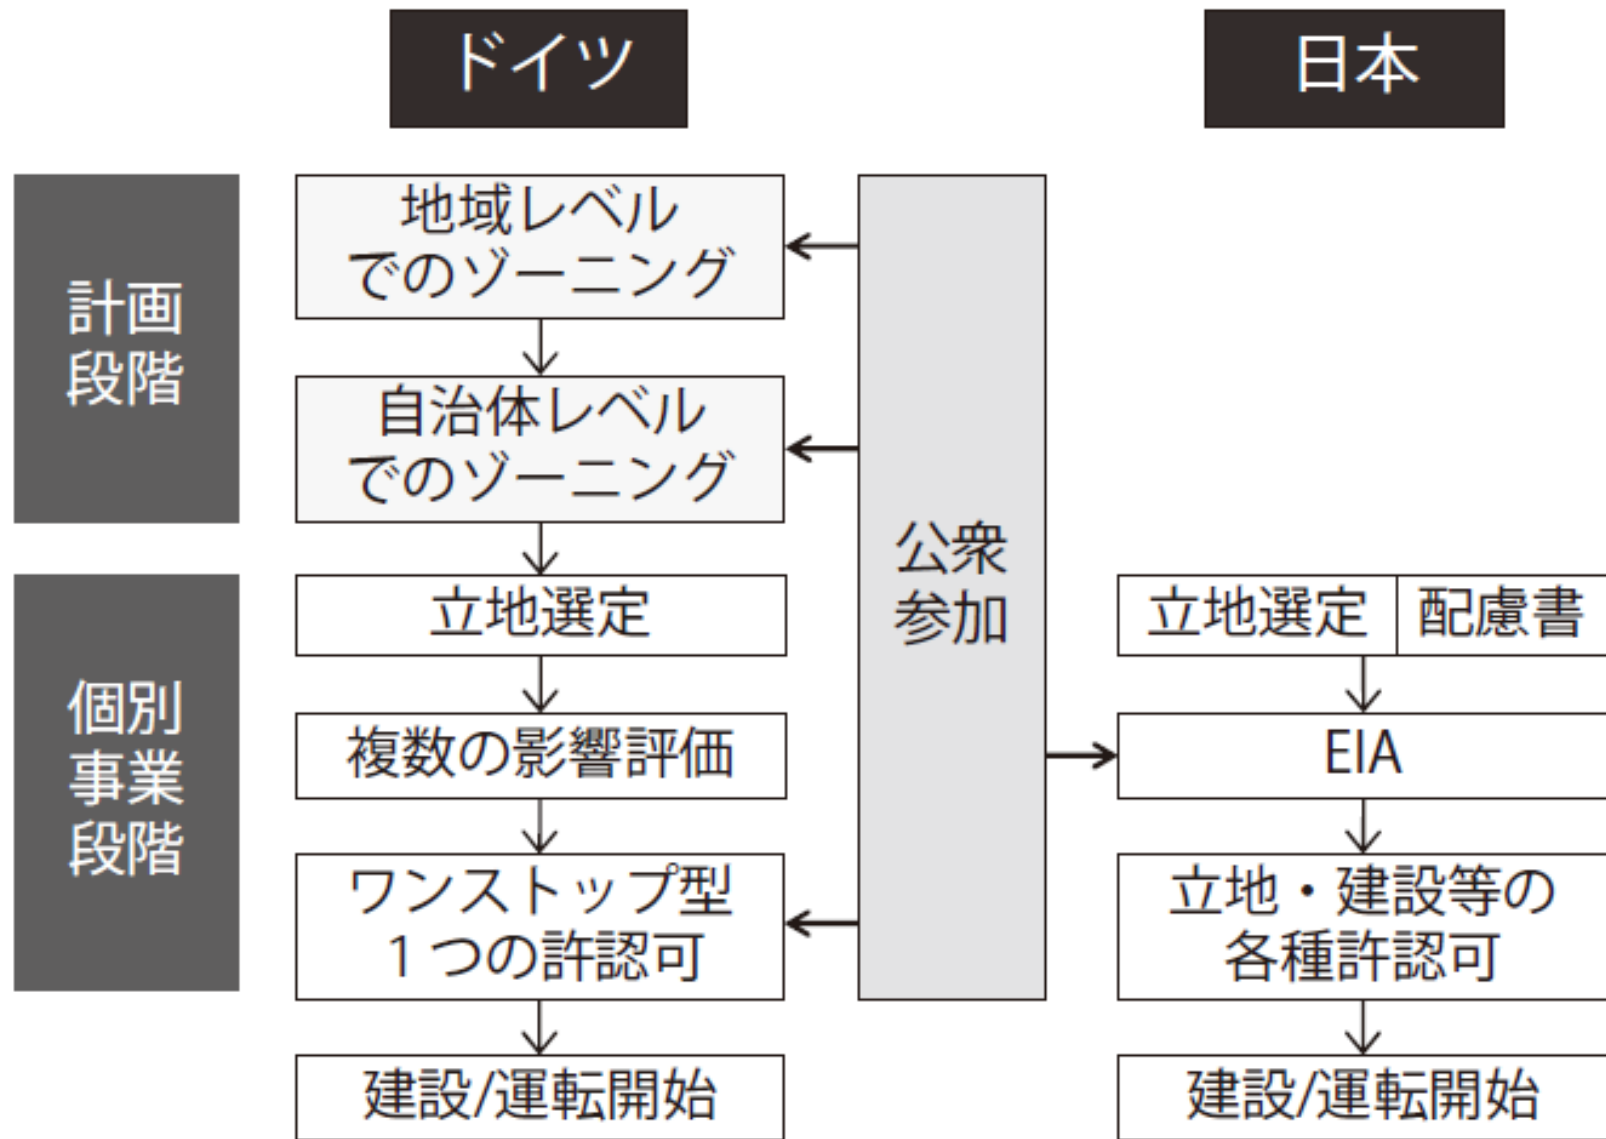 ドイツ
日本
計画
段階
地域レベル
でのゾーニング
自治体レベル
でのゾーニング
公衆
参加
個別
事業
段階
立地選定
複数の影響評価
ワンストップ型
１つの許認可
建設/運転開始
立地選定
配慮書
EIA
立地・建設等の
各種許認可
建設/運転開始